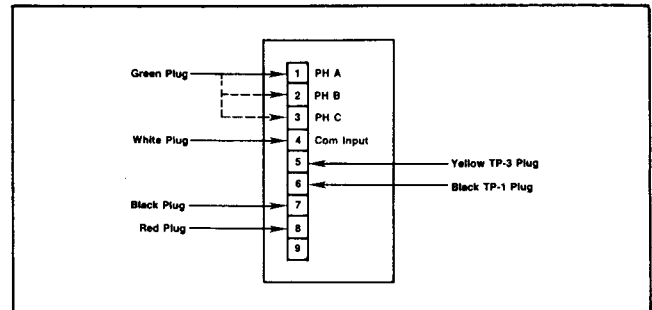 Green Plug 1 PH A
2 PH B
3 PH C
White Plug 4 Com Input
5 Yellow TP-3 Plug
6 Black TP-1 Plug
Black Plug 7
Red Plug 8
9